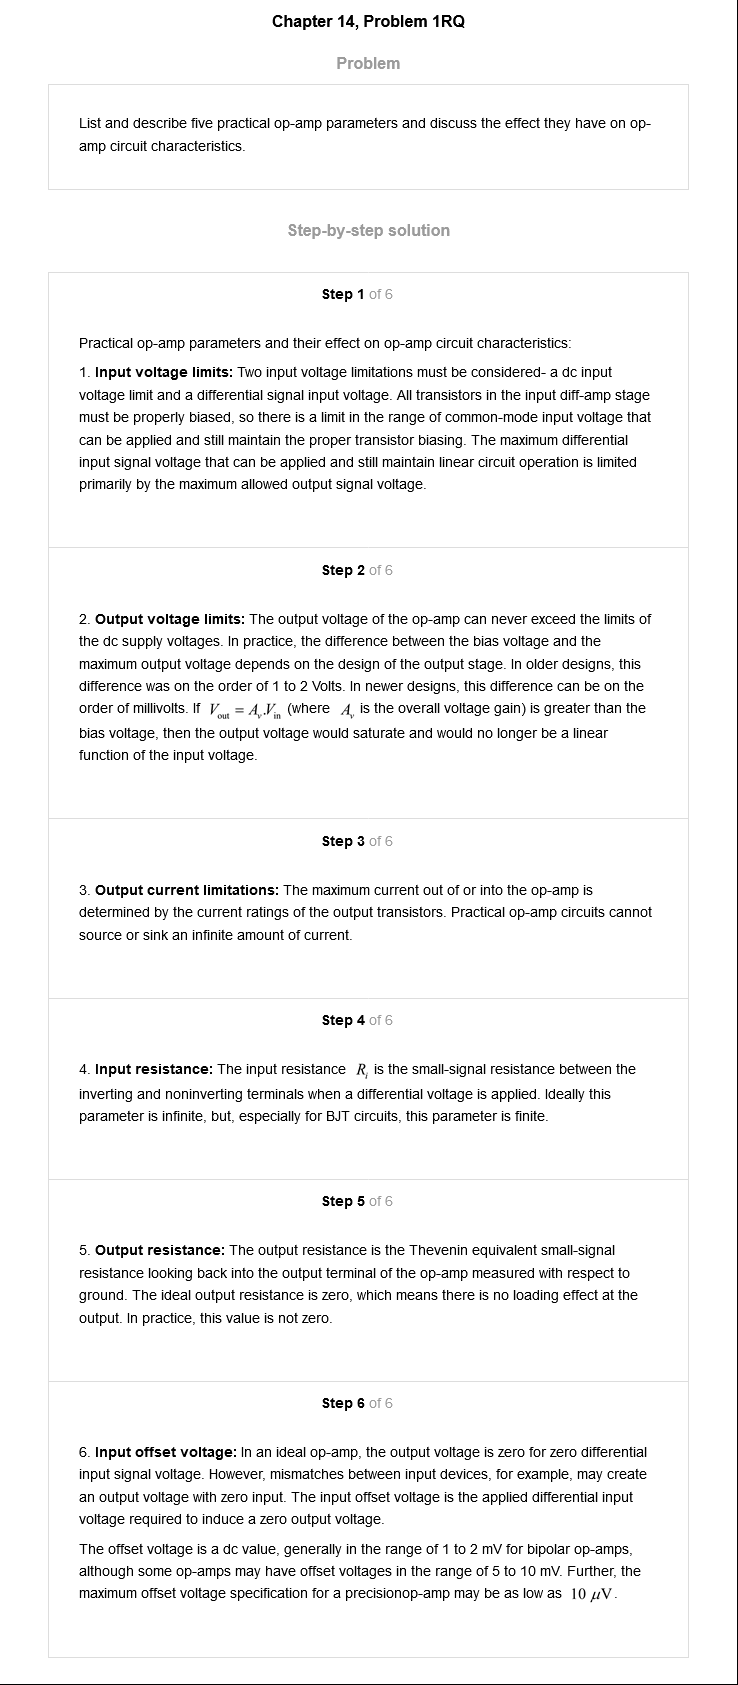 Chapter 14, Problem 1RQ
Problem
List and describe five practical op-amp parameters and discuss the effect they have on op-
amp circuit characteristics.
Step-by-step solution
Step 1 of 6
Practical op-amp parameters and their effect on op-amp circuit characteristics:
1. Input voltage limits: Two input voltage limitations must be considered- a dc input
voltage limit and a differential signal input voltage. All transistors in the input diff-amp stage
must be properly biased, so there is a limit in the range of common-mode input voltage that
can be applied and still maintain the proper transistor biasing. The maximum differential
input signal voltage that can be applied and still maintain linear circuit operation is limited
primarily by the maximum allowed output signal voltage.
Step 2 of 6
2. Output voltage limits: The output voltage of the op-amp can never exceed the limits of
the dc supply voltages. In practice, the difference between the bias voltage and the
maximum output voltage depends on the design of the output stage. In older designs, this
difference was on the order of 1 to 2 Volts. In newer designs, this difference can be on the
order of millivolts. If V_out = A_v.V_in (where A_v is the overall voltage gain) is greater than the
bias voltage, then the output voltage would saturate and would no longer be a linear
function of the input voltage.
Step 3 of 6
3. Output current limitations: The maximum current out of or into the op-amp is
determined by the current ratings of the output transistors. Practical op-amp circuits cannot
source or sink an infinite amount of current.
Step 4 of 6
4. Input resistance: The input resistance R_i is the small-signal resistance between the
inverting and noninverting terminals when a differential voltage is applied. Ideally this
parameter is infinite, but, especially for BJT circuits, this parameter is finite.
Step 5 of 6
5. Output resistance: The output resistance is the Thevenin equivalent small-signal
resistance looking back into the output terminal of the op-amp measured with respect to
ground. The ideal output resistance is zero, which means there is no loading effect at the
output. In practice, this value is not zero.
Step 6 of 6
6. Input offset voltage: In an ideal op-amp, the output voltage is zero for zero differential
input signal voltage. However, mismatches between input devices, for example, may create
an output voltage with zero input. The input offset voltage is the applied differential input
voltage required to induce a zero output voltage.
The offset voltage is a dc value, generally in the range of 1 to 2 mV for bipolar op-amps,
although some op-amps may have offset voltages in the range of 5 to 10 mV. Further, the
maximum offset voltage specification for a precisionop-amp may be as low as 10 μV.